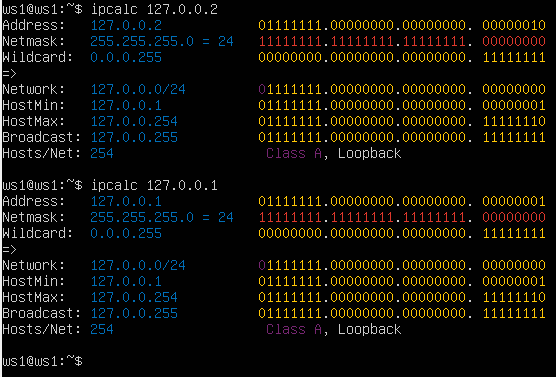 ws1@ws1:~$ ipcalc 127.0.0.2
Address:   127.0.0.2            01111111.00000000.00000000. 00000010
Netmask:   255.255.255.0 = 24   11111111.11111111.11111111. 00000000
Wildcard:  0.0.0.255            00000000.00000000.00000000. 11111111
=>
Network:   127.0.0.0/24         01111111.00000000.00000000. 00000000
HostMin:   127.0.0.1            01111111.00000000.00000000. 00000001
HostMax:   127.0.0.254          01111111.00000000.00000000. 11111110
Broadcast: 127.0.0.255          01111111.00000000.00000000. 11111111
Hosts/Net: 254                   Class A, Loopback
ws1@ws1:~$ ipcalc 127.0.0.1
Address:   127.0.0.1            01111111.00000000.00000000. 00000001
Netmask:   255.255.255.0 = 24   11111111.11111111.11111111. 00000000
Wildcard:  0.0.0.255            00000000.00000000.00000000. 11111111
=>
Network:   127.0.0.0/24         01111111.00000000.00000000. 00000000
HostMin:   127.0.0.1            01111111.00000000.00000000. 00000001
HostMax:   127.0.0.254          01111111.00000000.00000000. 11111110
Broadcast: 127.0.0.255          01111111.00000000.00000000. 11111111
Hosts/Net: 254                   Class A, Loopback
ws1@ws1:~$